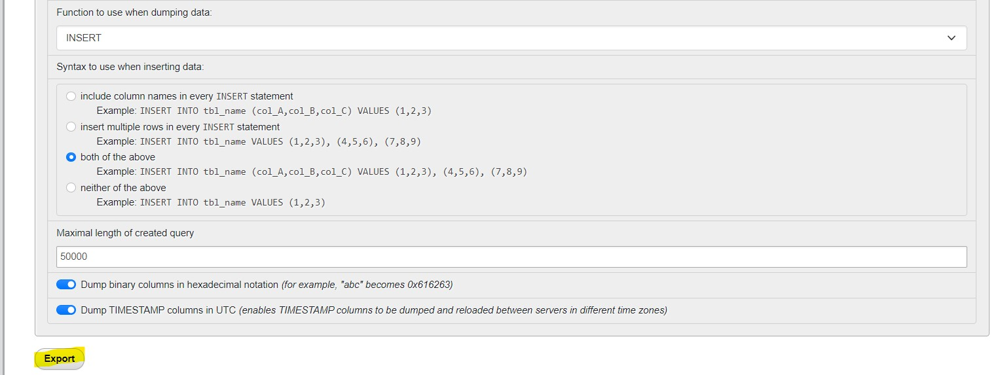 Function to use when dumping data:
INSERT
Syntax to use when inserting data:
include column names in every INSERT statement
Example: INSERT INTO tbl_name (col_A,col_B,col_C) VALUES (1,2,3)
insert multiple rows in every INSERT statement
Example: INSERT INTO tbl_name VALUES (1,2,3), (4,5,6), (7,8,9)
both of the above
Example: INSERT INTO tbl_name (col_A,col_B,col_C) VALUES (1,2,3), (4,5,6), (7,8,9)
neither of the above
Example: INSERT INTO tbl_name VALUES (1,2,3)
Maximal length of created query
50000
Dump binary columns in hexadecimal notation (for example, "abc" becomes 0x616263)
Dump TIMESTAMP columns in UTC (enables TIMESTAMP columns to be dumped and reloaded between servers in different time zones)
Export